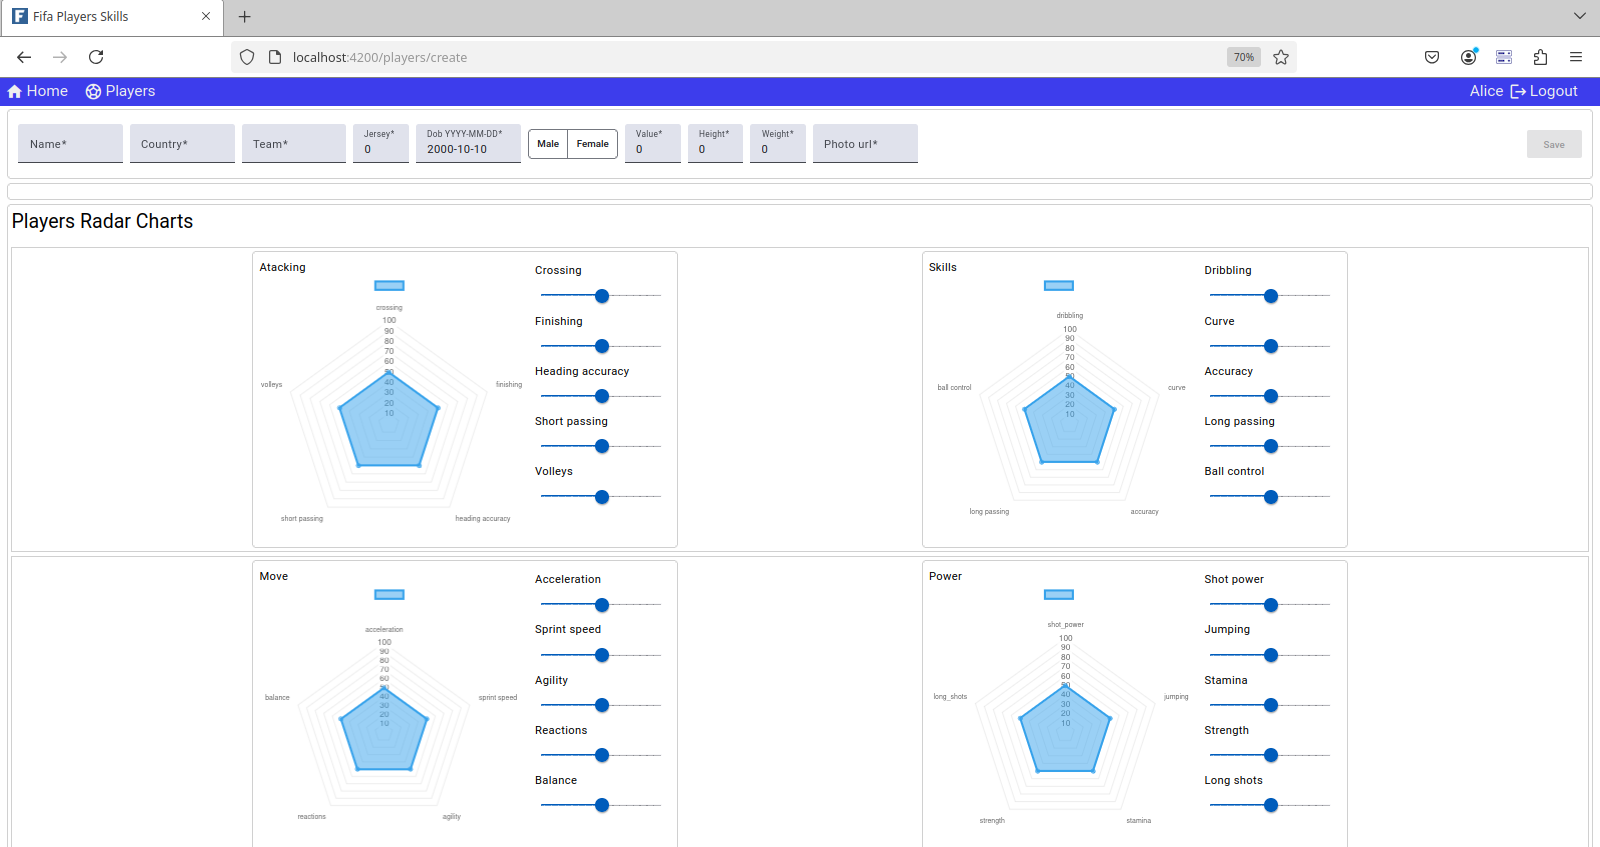 Fifa Players Skills
localhost:4200/players/create
70%
Home Players Alice Logout
Name* Country* Team* Jersey* 0 Dob YYYY-MM-DD* 2000-10-10 Male Female Value* 0 Height* 0 Weight* 0 Photo url* Save
Players Radar Charts
Atacking
crossing
100
90
80
70
60
50
40
30
20
10
volleys
finishing
short passing
heading accuracy
Crossing
Finishing
Heading accuracy
Short passing
Volleys
Skills
dribbling
100
90
80
70
60
50
40
30
20
10
ball control
curve
long passing
accuracy
Dribbling
Curve
Accuracy
Long passing
Ball control
Move
acceleration
100
90
80
70
60
50
40
30
20
10
balance
sprint speed
reactions
agility
Acceleration
Sprint speed
Agility
Reactions
Balance
Power
shot_power
100
90
80
70
60
50
40
30
20
10
long_shots
jumping
strength
stamina
Shot power
Jumping
Stamina
Strength
Long shots